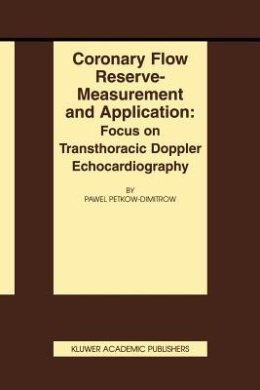 Coronary Flow
Reserve-
Measurement
and Application:
Focus on
Transthoracic Doppler
Echocardiography
BY
PAWEL PETKOW-DIMITROW
KLUWER ACADEMIC PUBLISHERS